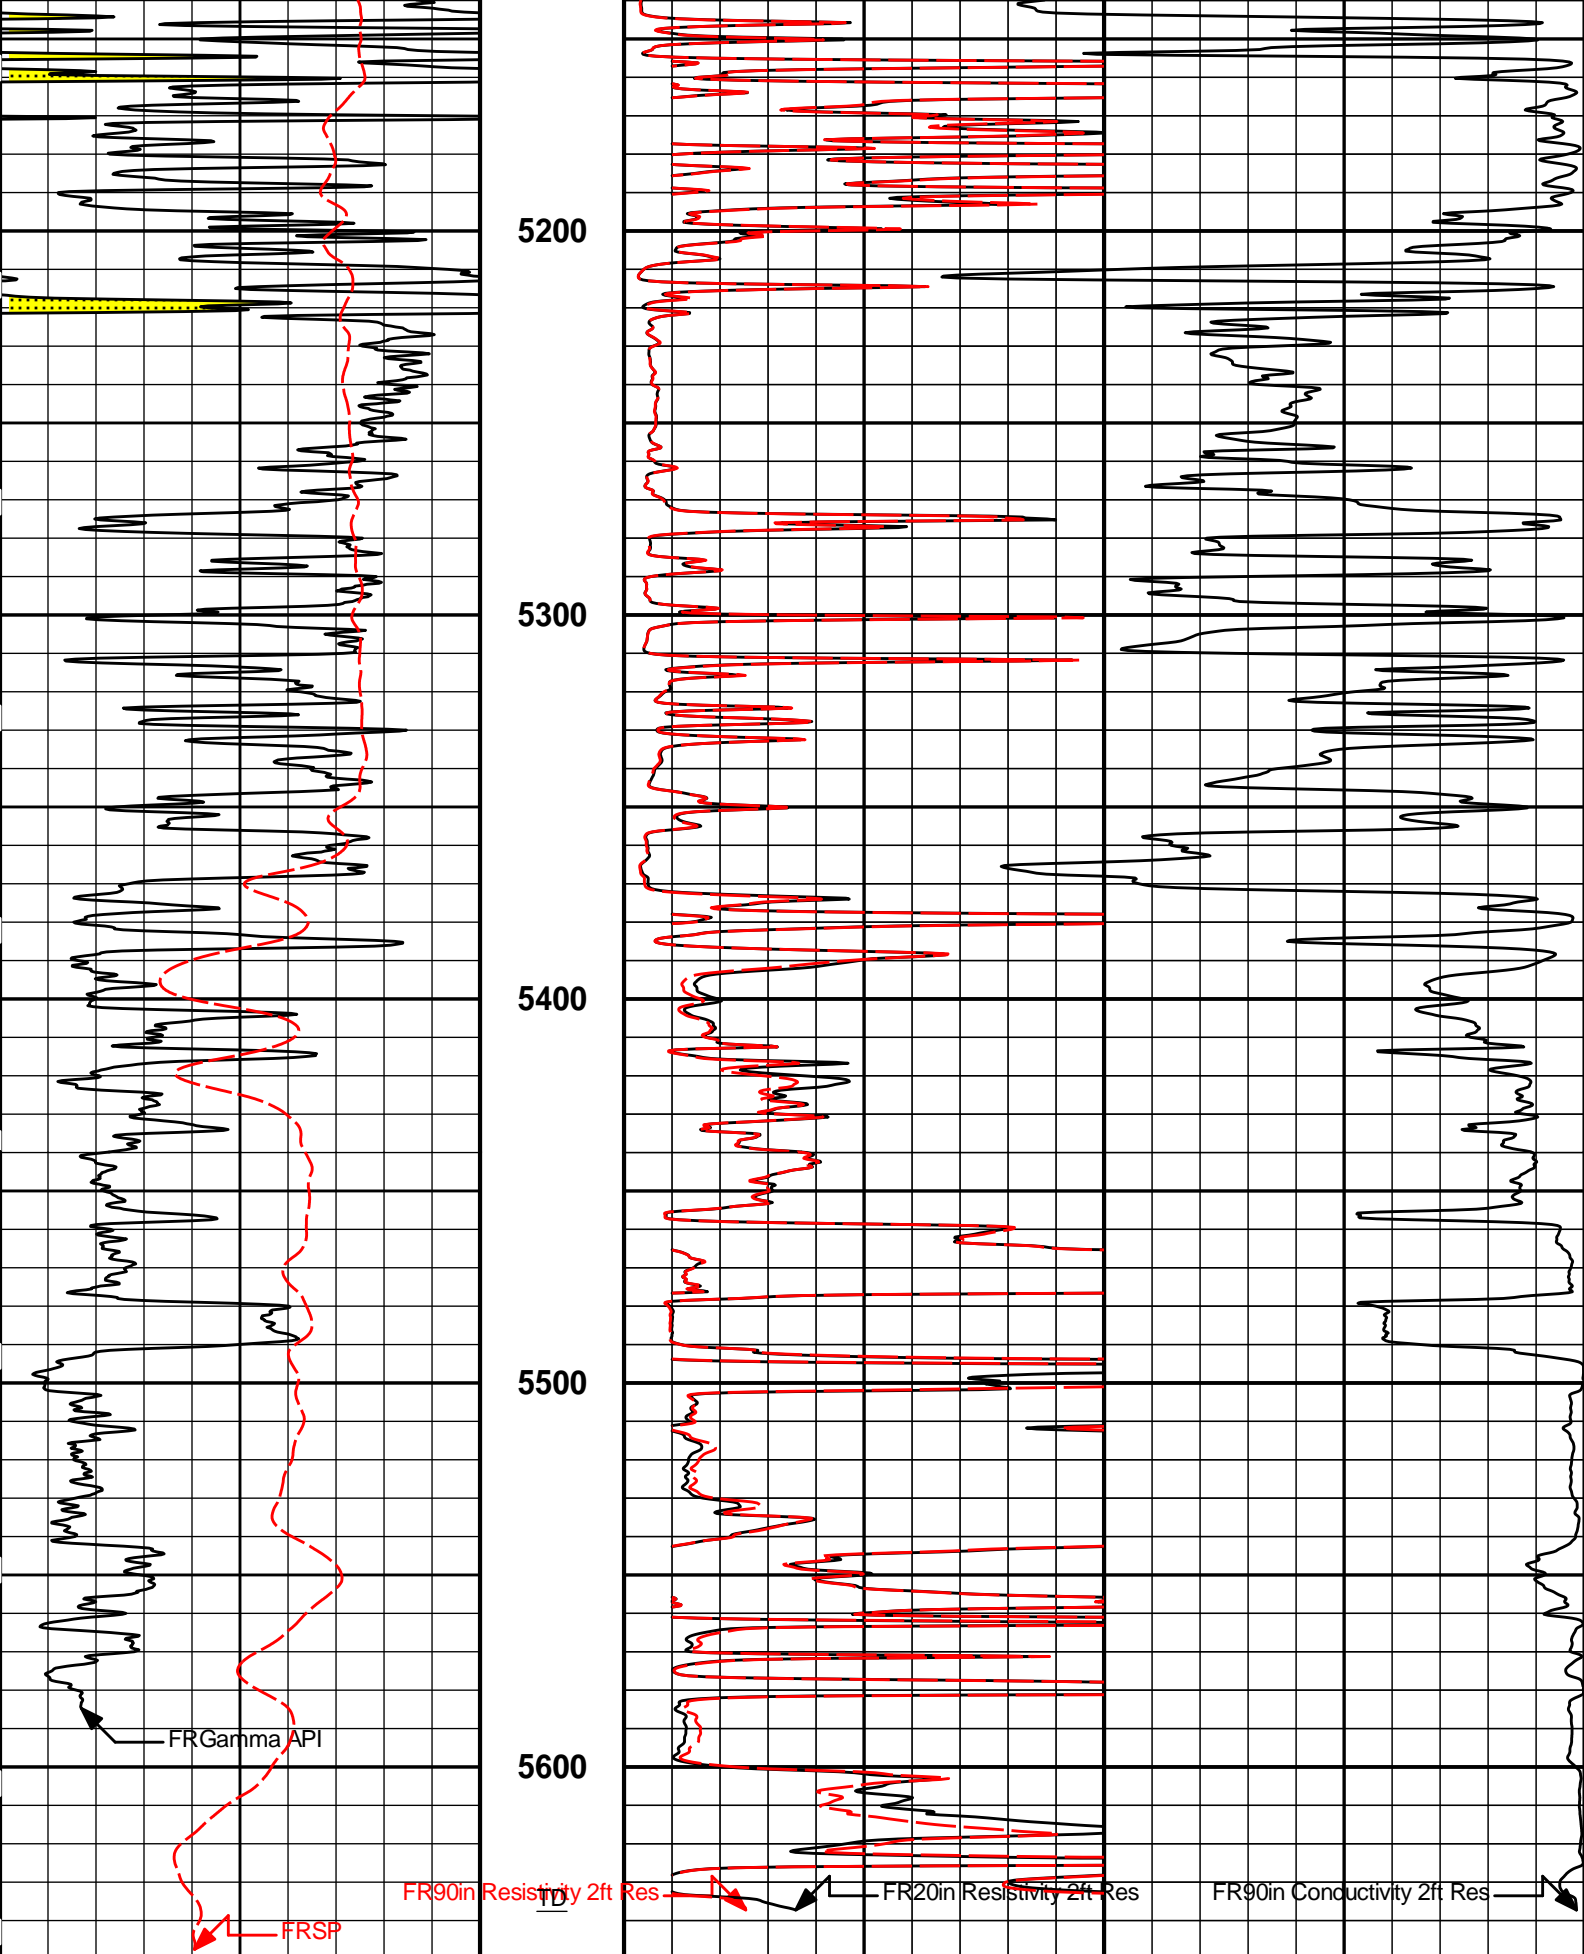 5200
5300
5400
5500
FRGamma API
5600
FR90in Resistivity 2ft Res
TD
FR20in Resistivity 2ft Res
FR90in Conductivity 2ft Res
FRSP